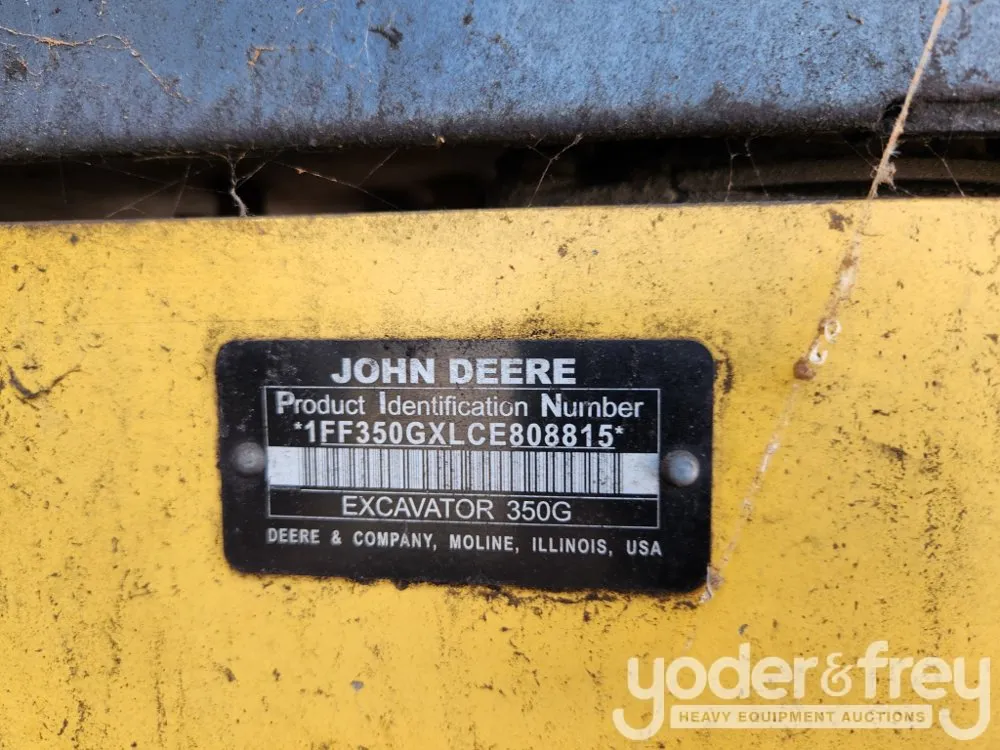 JOHN DEERE
Product Identification Number
*1FF350GXLCE808815*
EXCAVATOR 350G
DEERE & COMPANY, MOLINE, ILLINOIS, USA
yoder&frey
HEAVY EQUIPMENT AUCTIONS